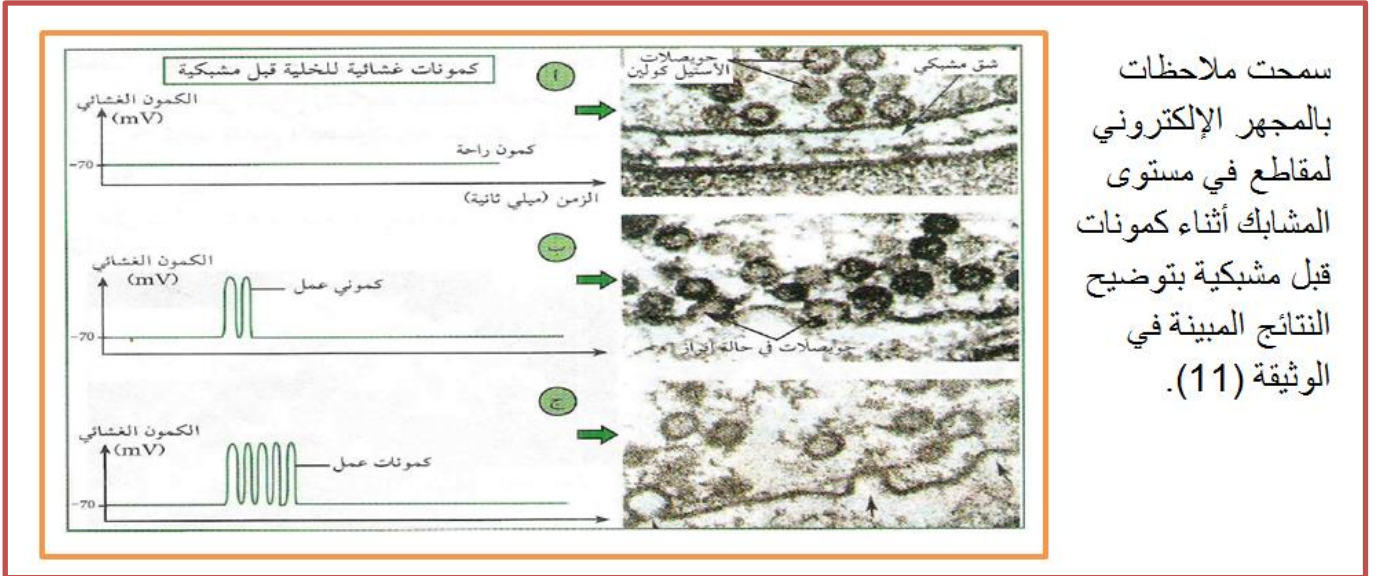 سمحت ملاحظات
بالمجهر الإلكتروني
لمقاطع في مستوى
المشابك أثناء كمونات
قبل مشبكية بتوضيح
النتائج المبينة في
الوثيقة (11).
كمونات غشائية للخلية قبل مشبكية
أ
الكمون الغشائي
(mV)
كمون راحة
-70
الزمن (ميلي ثانية)
حويصلات
الأستيل كولين
شق مشبكي
ب
الكمون الغشائي
(mV)
كموني عمل
-70
حويصلات في حالة إفراز
ج
الكمون الغشائي
(mV)
كمونات عمل
-70